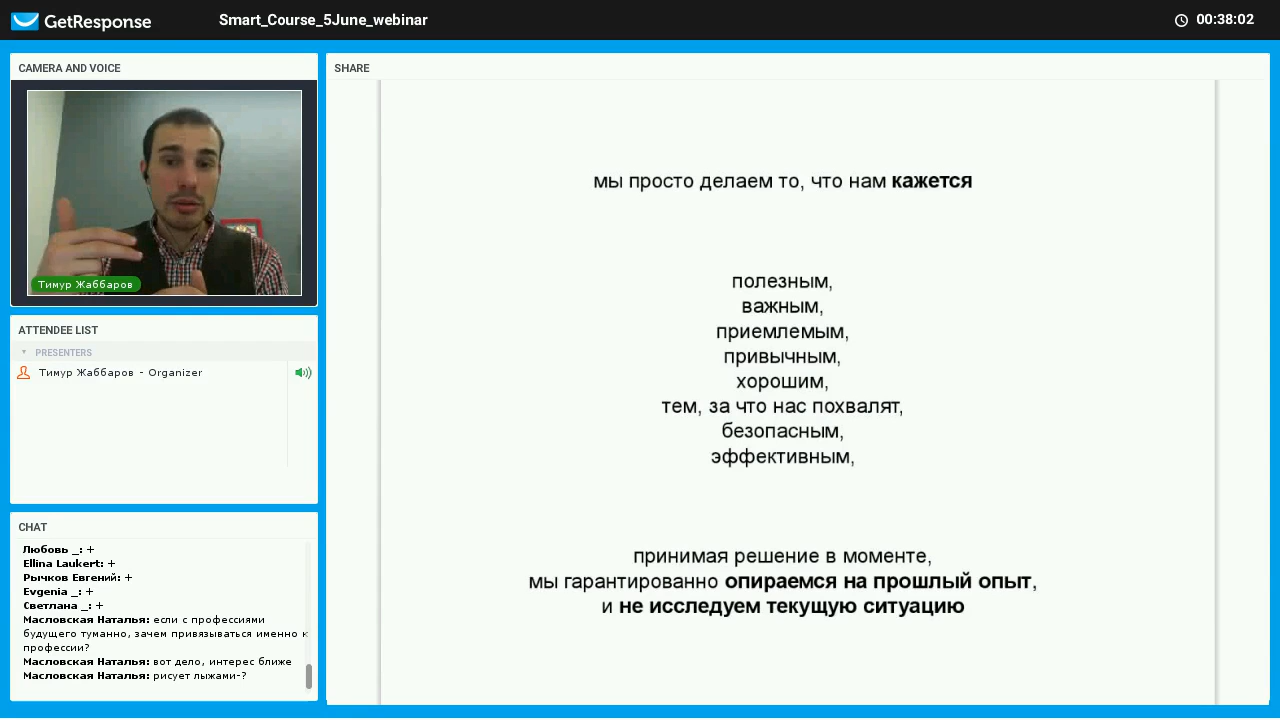 GetResponse
Smart_Course_5June_webinar
00:38:02
CAMERA AND VOICE
Тимур Жаббаров
ATTENDEE LIST
PRESENTERS
Тимур Жаббаров - Organizer
CHAT
Любовь _: +
Ellina Laukert: +
Рычков Евгений: +
Evgenia _: +
Светлана _: +
Масловская Наталья: если с профессиями
будущего туманно, зачем привязываться именно к
профессии?
Масловская Наталья: вот дело, интерес ближе
Масловская Наталья: рисует лыжами-?
SHARE
мы просто делаем то, что нам кажется
полезным,
важным,
приемлемым,
привычным,
хорошим,
тем, за что нас похвалят,
безопасным,
эффективным,
принимая решение в моменте,
мы гарантированно опираемся на прошлый опыт,
и не исследуем текущую ситуацию